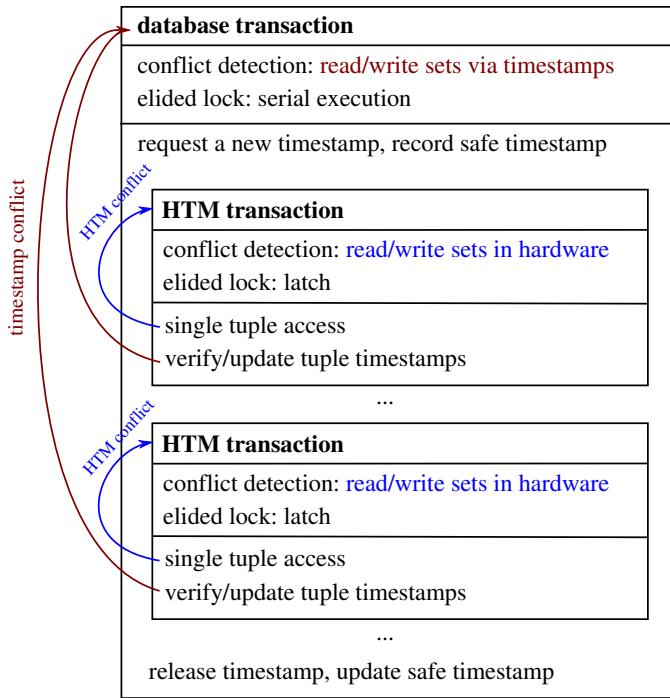 database transaction
conflict detection: read/write sets via timestamps
elided lock: serial execution
request a new timestamp, record safe timestamp
timestamp conflict
HTM conflict
HTM transaction
conflict detection: read/write sets in hardware
elided lock: latch
single tuple access
verify/update tuple timestamps
...
HTM conflict
HTM transaction
conflict detection: read/write sets in hardware
elided lock: latch
single tuple access
verify/update tuple timestamps
...
release timestamp, update safe timestamp